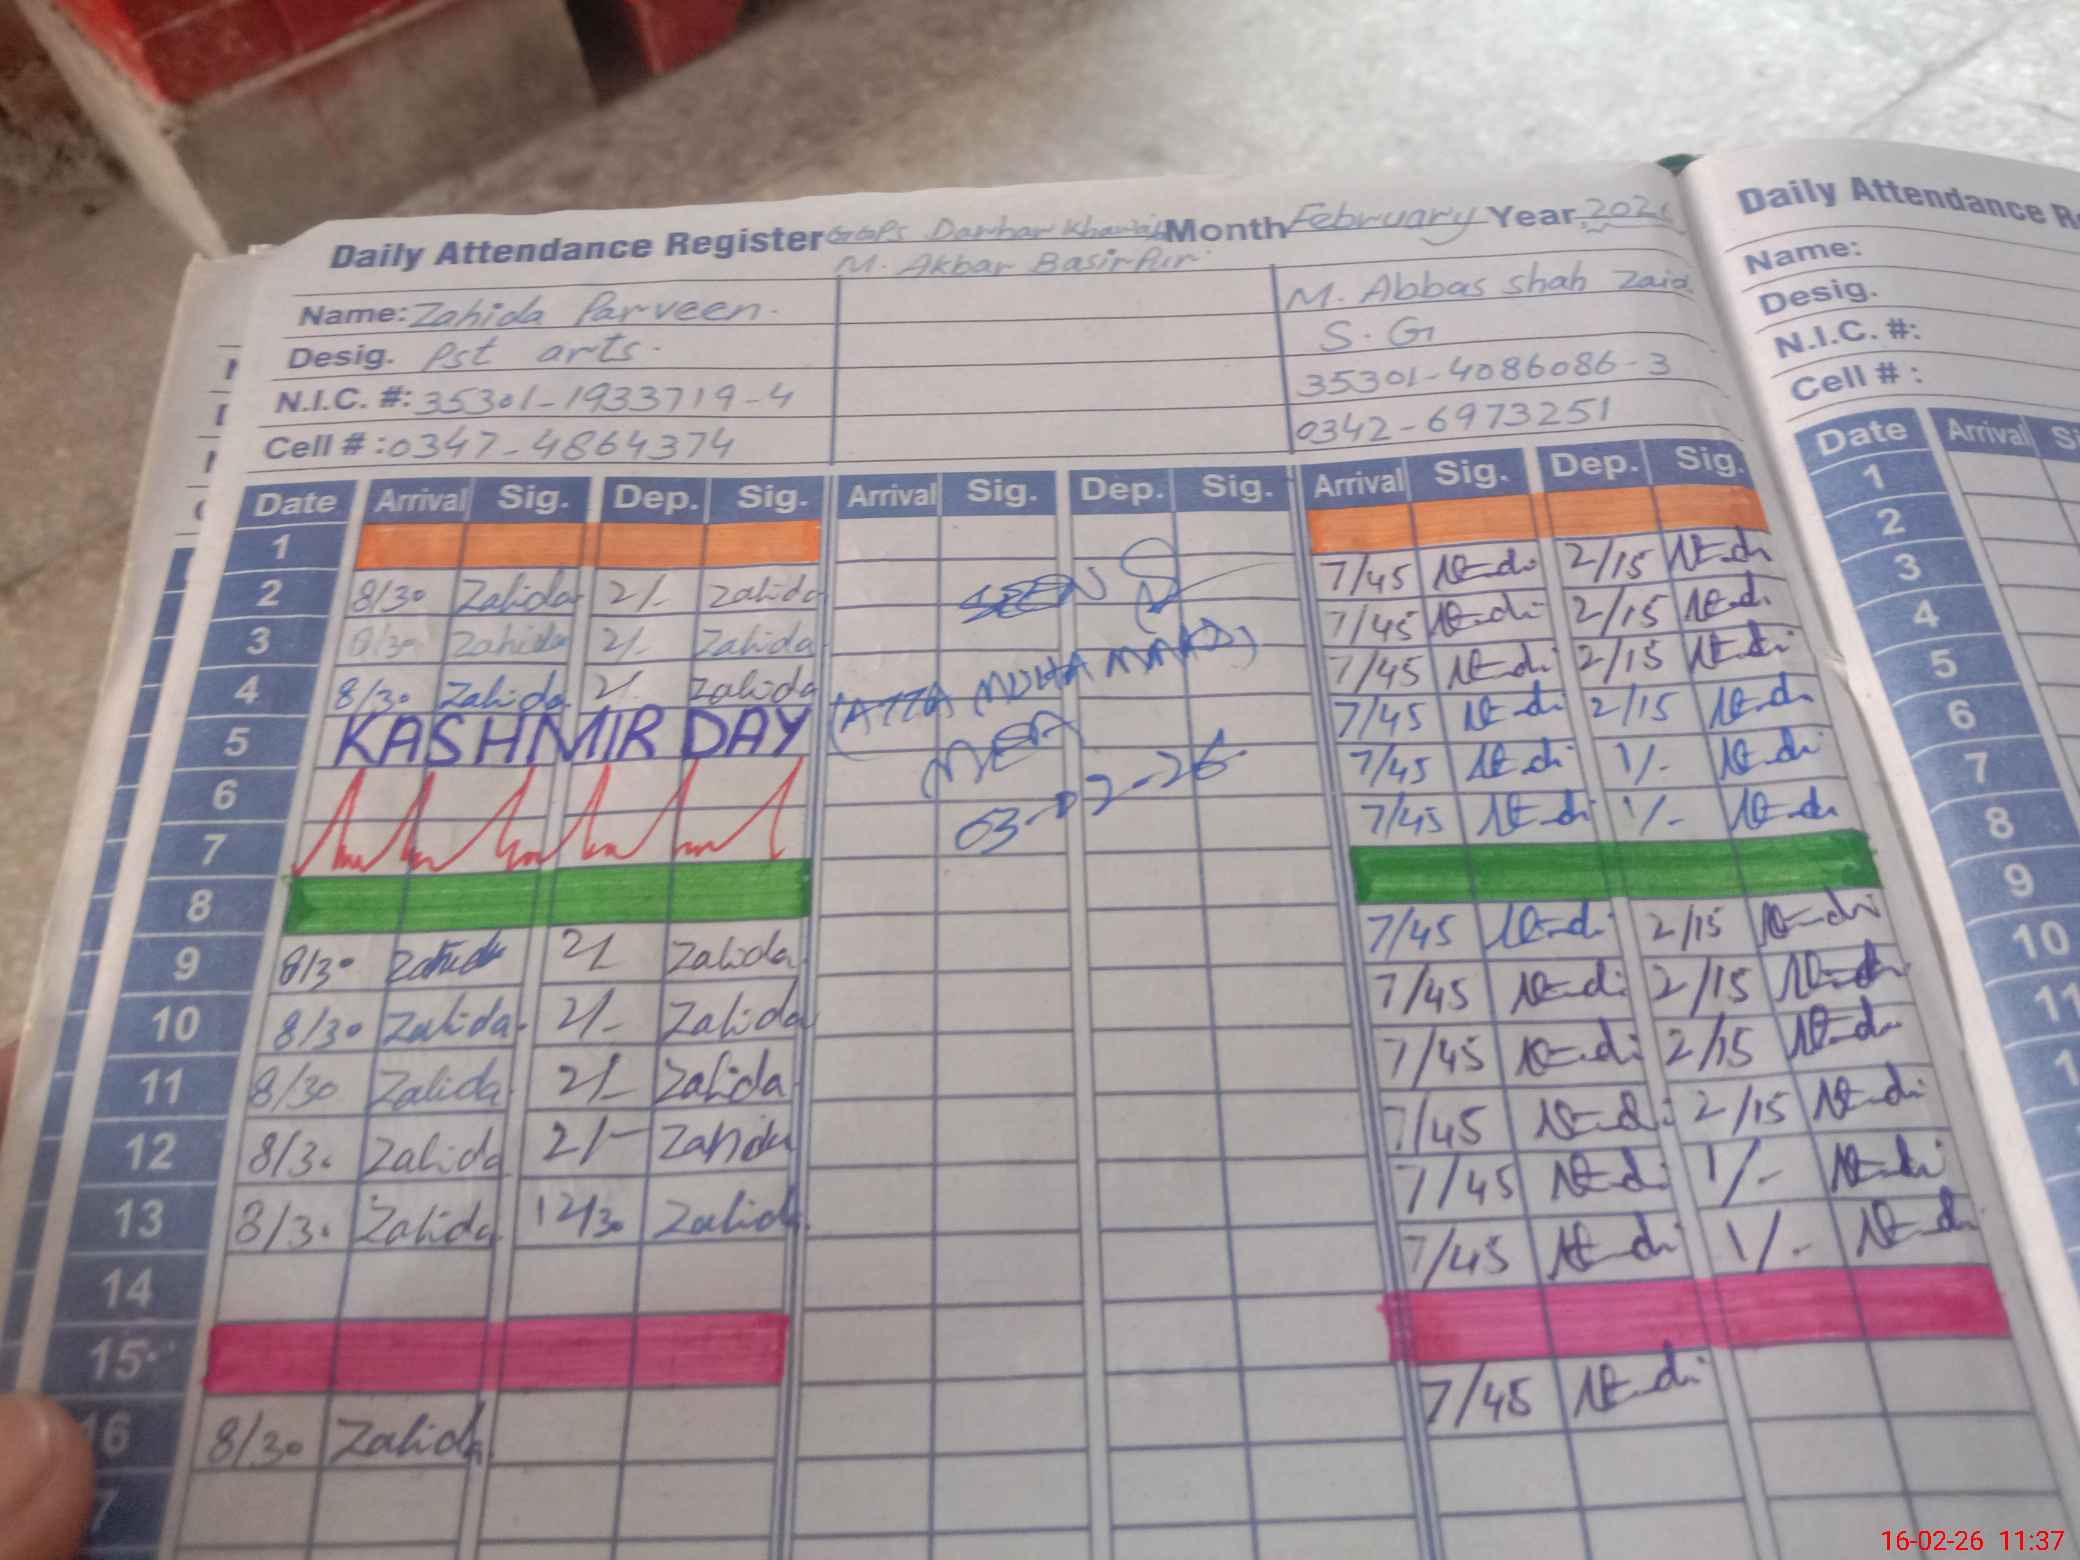 Daily Attendance Register GGPS Darbar Khawaja Month February Year 2026
M. Akbar Basirpur
Name: Zahida Parveen. M. Abbas Shah Zaid
Desig. Pst arts. S.G
N.I.C. #: 35301-1933719-4 35301-4086086-3
Cell #: 0347-4864374 0342-6973251
Date Arrival Sig. Dep. Sig. Arrival Sig. Dep. Sig. Arrival Sig. Dep. Sig.
1
2 8/30 Zahida 2/- Zahida SEEN 7/45 2/15
3 8/30 Zahida 2/- Zahida 7/45 2/15
4 8/30 Zahida 2/ Zahida (ATTA MUHAMMAD) 7/45 2/15
5 KASHMIR DAY 7/45 2/15
6 03-02-26 7/45 1/-
7 7/45 1/-
8
9 8/30 Zahida 2/ Zahida 7/45 2/15
10 8/30 Zahida 2/- Zahida 7/45 2/15
11 8/30 Zahida 2/- Zahida 7/45 2/15
12 8/30 Zahida 2/- Zahida 7/45 2/15
13 8/30 Zahida 12/30 Zahida 7/45 1/-
14 7/45 1/-
15
16 8/30 Zahida 7/45
7
Daily Attendance
Name:
Desig.
N.I.C. #:
Cell # :
Date Arrival
1
2
3
4
5
6
7
8
9
10
11
16-02-26 11:37